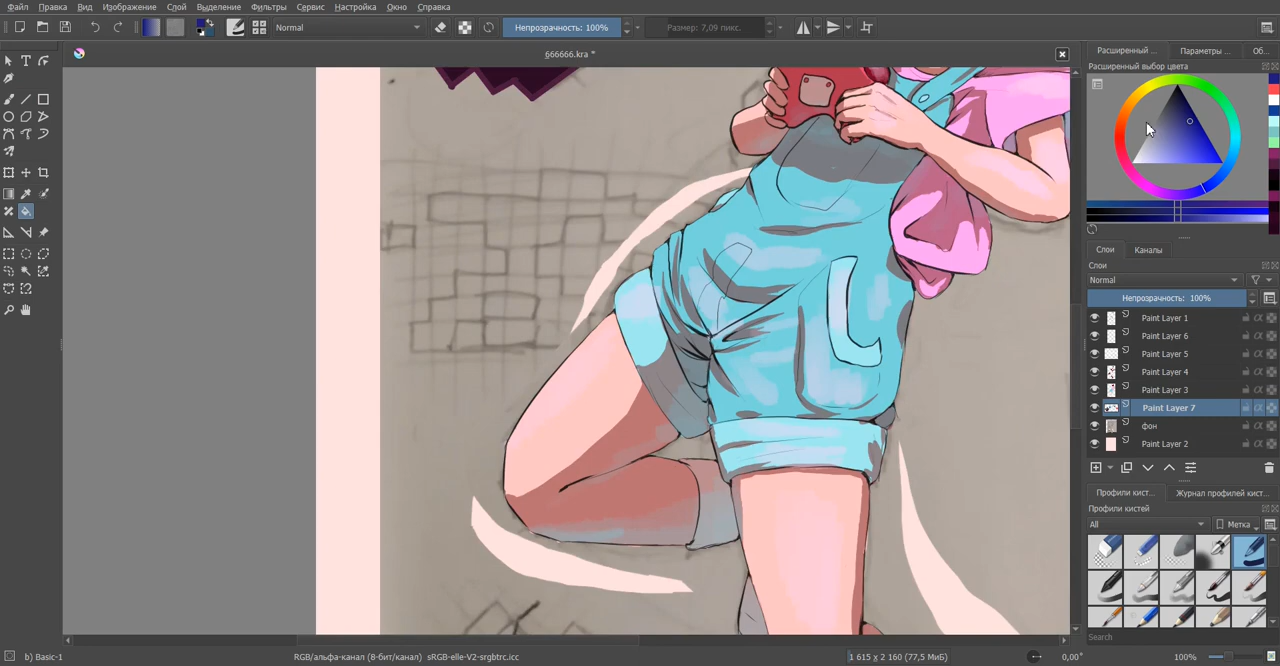 Файл Правка Вид Изображение Слой Выделение Фильтры Сервис Настройка Окно Справка
Normal Непрозрачность: 100% Размер: 7,09 пикс.
666666.kra *
Расширенный ... Параметры ... Об...
Расширенный выбор цвета
Слои Каналы
Слои
Normal
Непрозрачность: 100%
Paint Layer 1
Paint Layer 6
Paint Layer 5
Paint Layer 4
Paint Layer 3
Paint Layer 7
фон
Paint Layer 2
Профили кист... Журнал профилей кист...
Профили кистей
All Метка
Search
b) Basic-1 RGB/альфа-канал (8-бит/канал) sRGB-elle-V2-srgbtrc.icc 1 615 x 2 160 (77,5 МиБ) 0,00° 100%